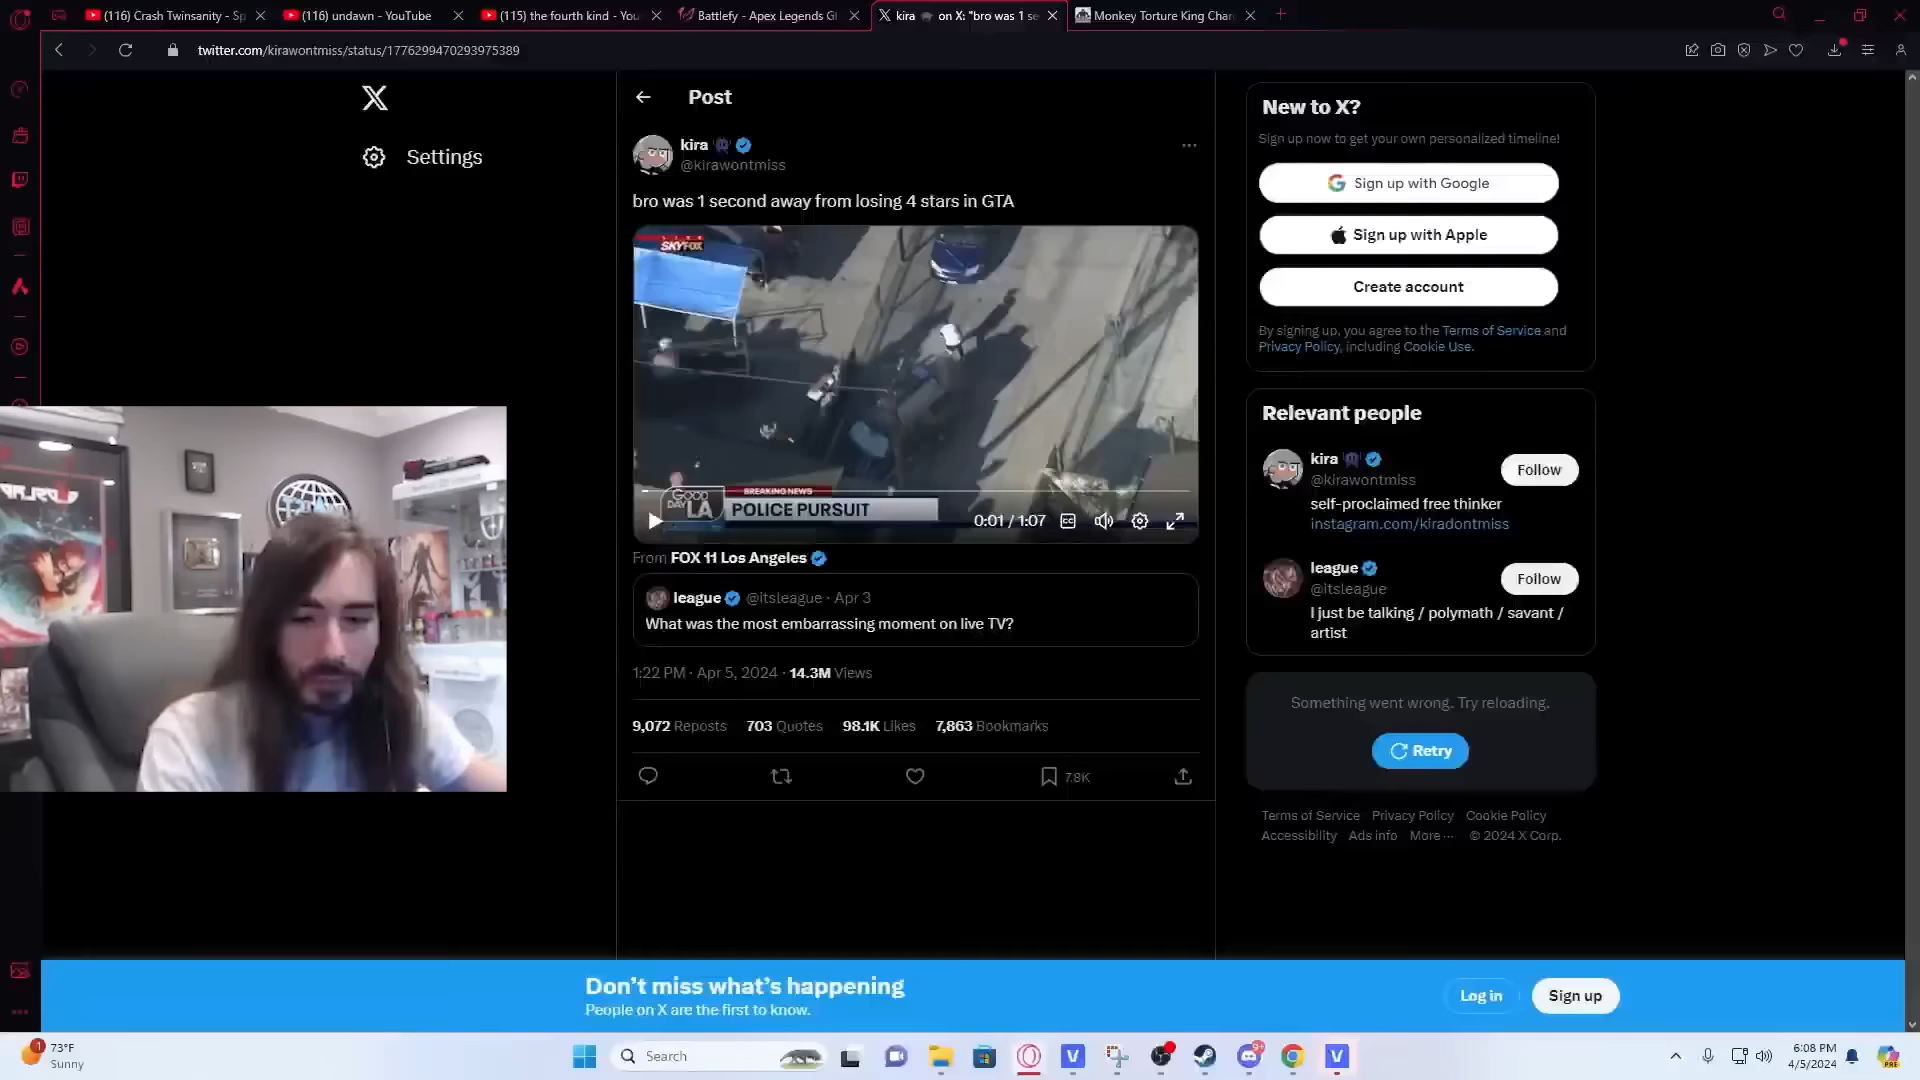 (116) Crash Twinsanity - Sp
(116) undawn - YouTube
(115) the fourth kind - You
Battlefy - Apex Legends Gl
kira on X: "bro was 1 se
Monkey Torture King Char
twitter.com/kirawontmiss/status/1776299470293975389
X
Settings
Post
kira
@kirawontmiss
bro was 1 second away from losing 4 stars in GTA
LIVE
SKYFOX
BREAKING NEWS
GOOD DAY LA
POLICE PURSUIT
0:01 / 1:07
CC
From FOX 11 Los Angeles
league @itsleague · Apr 3
What was the most embarrassing moment on live TV?
1:22 PM · Apr 5, 2024 · 14.3M Views
9,072 Reposts 703 Quotes 98.1K Likes 7,863 Bookmarks
7.8K
New to X?
Sign up now to get your own personalized timeline!
Sign up with Google
Sign up with Apple
Create account
By signing up, you agree to the Terms of Service and
Privacy Policy, including Cookie Use.
Relevant people
kira
@kirawontmiss
Follow
self-proclaimed free thinker
instagram.com/kiradontmiss
league
@itsleague
Follow
I just be talking / polymath / savant /
artist
Something went wrong. Try reloading.
Retry
Terms of Service Privacy Policy Cookie Policy
Accessibility Ads info More ··· © 2024 X Corp.
Don't miss what's happening
People on X are the first to know.
Log in
Sign up
1
73°F
Sunny
Search
9+
6:08 PM
4/5/2024
PRE